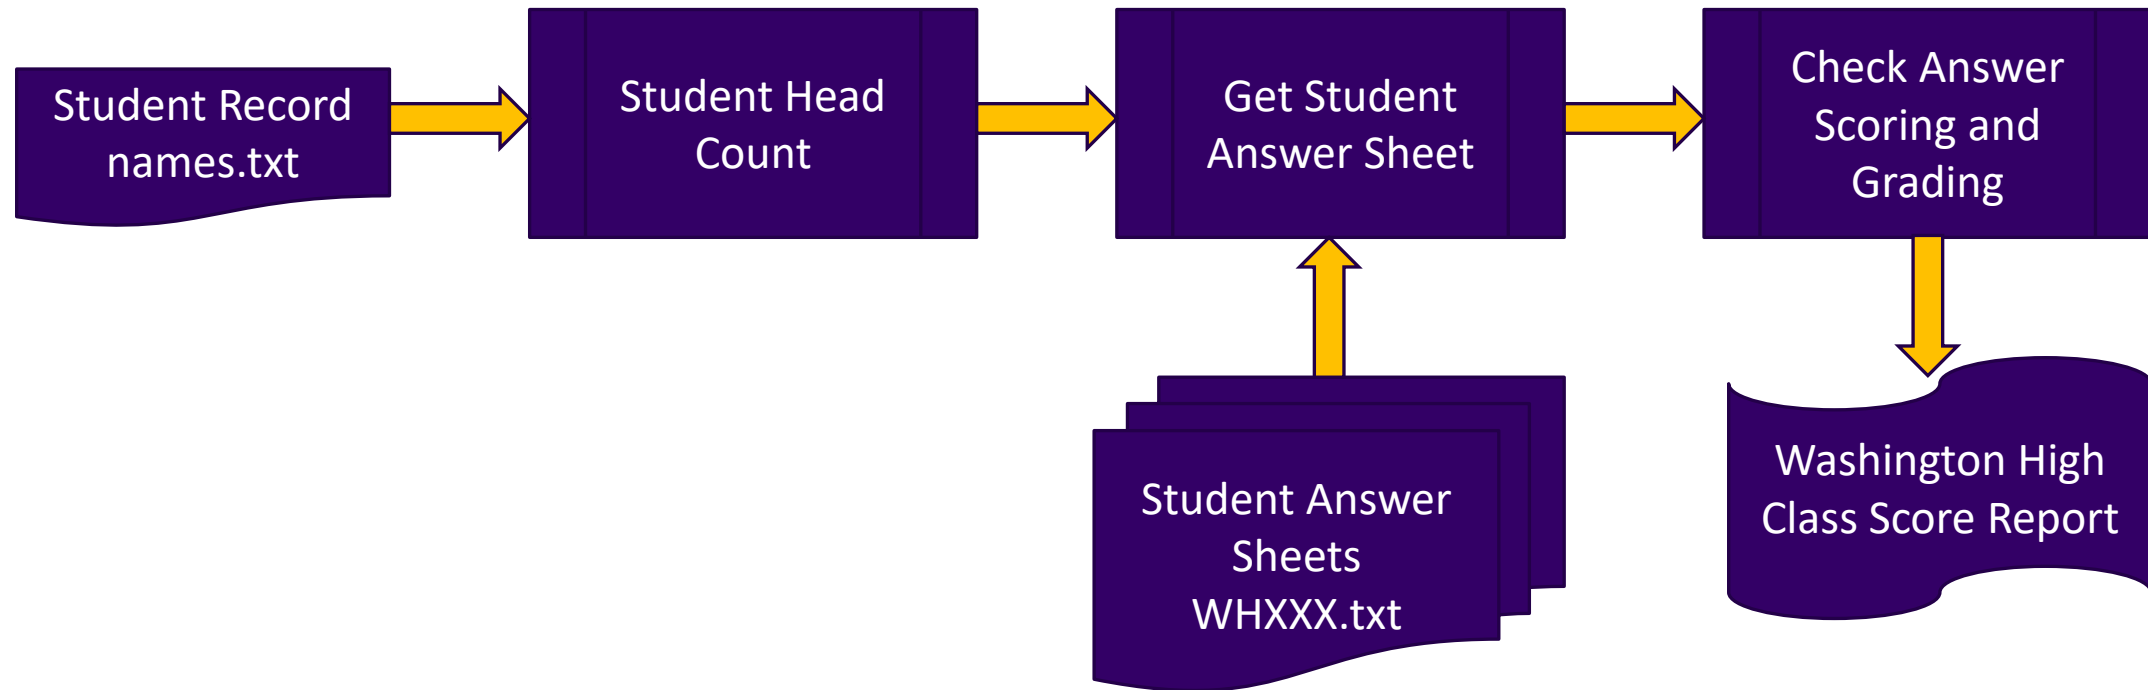 Student Record
names.txt
Student Head
Count
Get Student
Answer Sheet
Check Answer
Scoring and
Grading
Student Answer
Sheets
WHXXX.txt
Washington High
Class Score Report